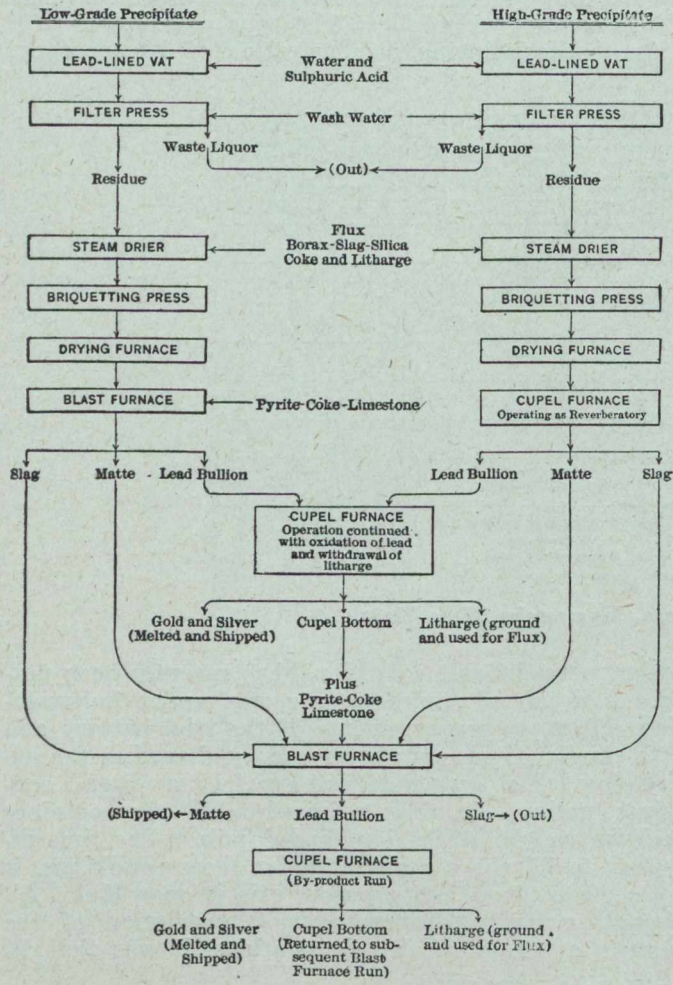 Low-Grade Precipitate
High-Grade Precipitate
LEAD-LINED VAT
Water and
Sulphuric Acid
LEAD-LINED VAT
FILTER PRESS
Wash Water
FILTER PRESS
Waste Liquor
(Out)
Waste Liquor
Residue
Residue
STEAM DRIER
Flux
Borax-Slag-Silica
Coke and Litharge
STEAM DRIER
BRIQUETTING PRESS
BRIQUETTING PRESS
DRYING FURNACE
DRYING FURNACE
BLAST FURNACE
Pyrite-Coke-Limestone
CUPEL FURNACE
Operating as Reverberatory
Slag
Matte
Lead Bullion
Lead Bullion
Matte
Slag
CUPEL FURNACE
Operation continued
with oxidation of lead
and withdrawal of
litharge
Gold and Silver
(Melted and Shipped)
Cupel Bottom
Litharge (ground
and used for Flux)
Plus
Pyrite-Coke
Limestone
BLAST FURNACE
(Shipped)
Matte
Lead Bullion
Slag
(Out)
CUPEL FURNACE
(By-product Run)
Gold and Silver
(Melted and
Shipped)
Cupel Bottom
(Returned to sub-
sequent Blast
Furnace Run)
Litharge (ground
and used for Flux)